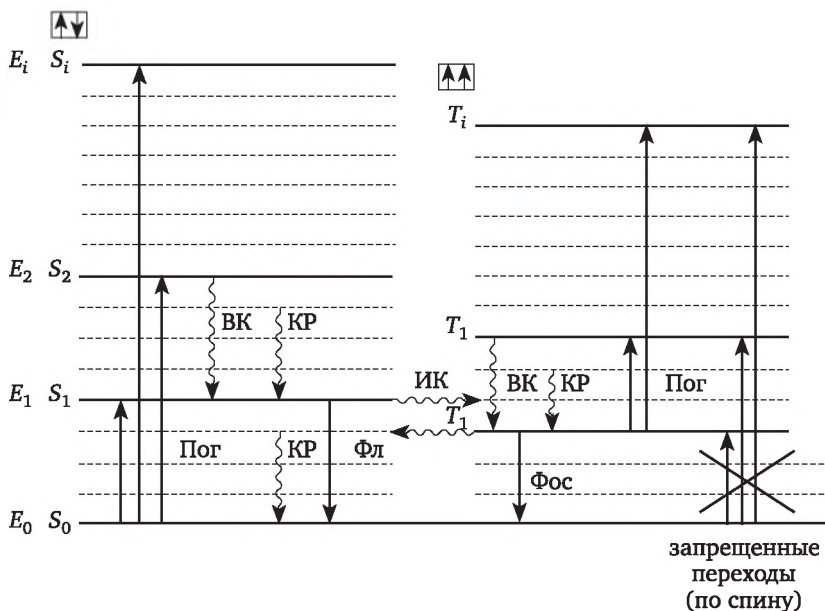 E_i S_i
T_i
E_2 S_2
ВК КР
T_1
E_1 S_1
ИК
ВК КР Пог
T_1
Пог КР Фл
Фос
E_0 S_0
запрещенные
переходы
(по спину)